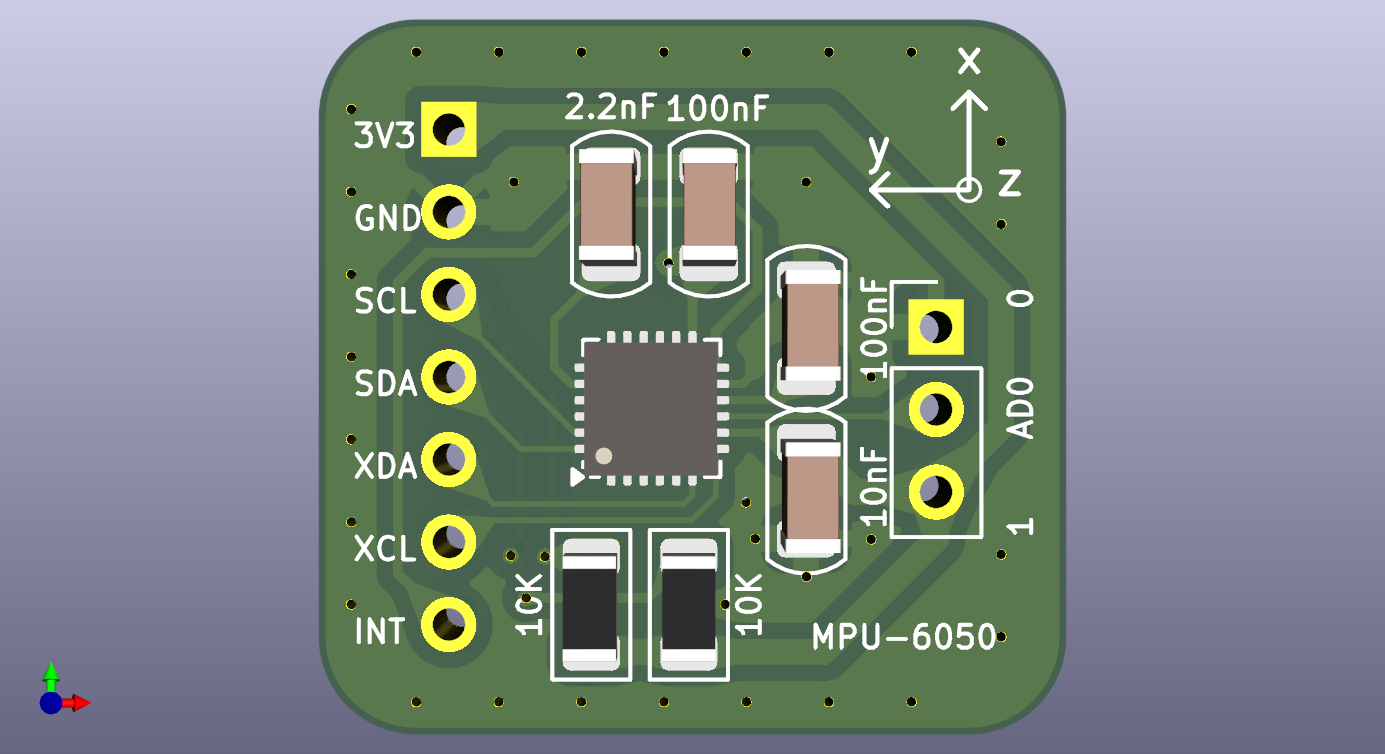 x
2.2nF 100nF
3V3
y
z
GND
SCL
100nF
0
SDA
AD0
XDA
10nF
1
XCL
10K
10K
INT
MPU-6050